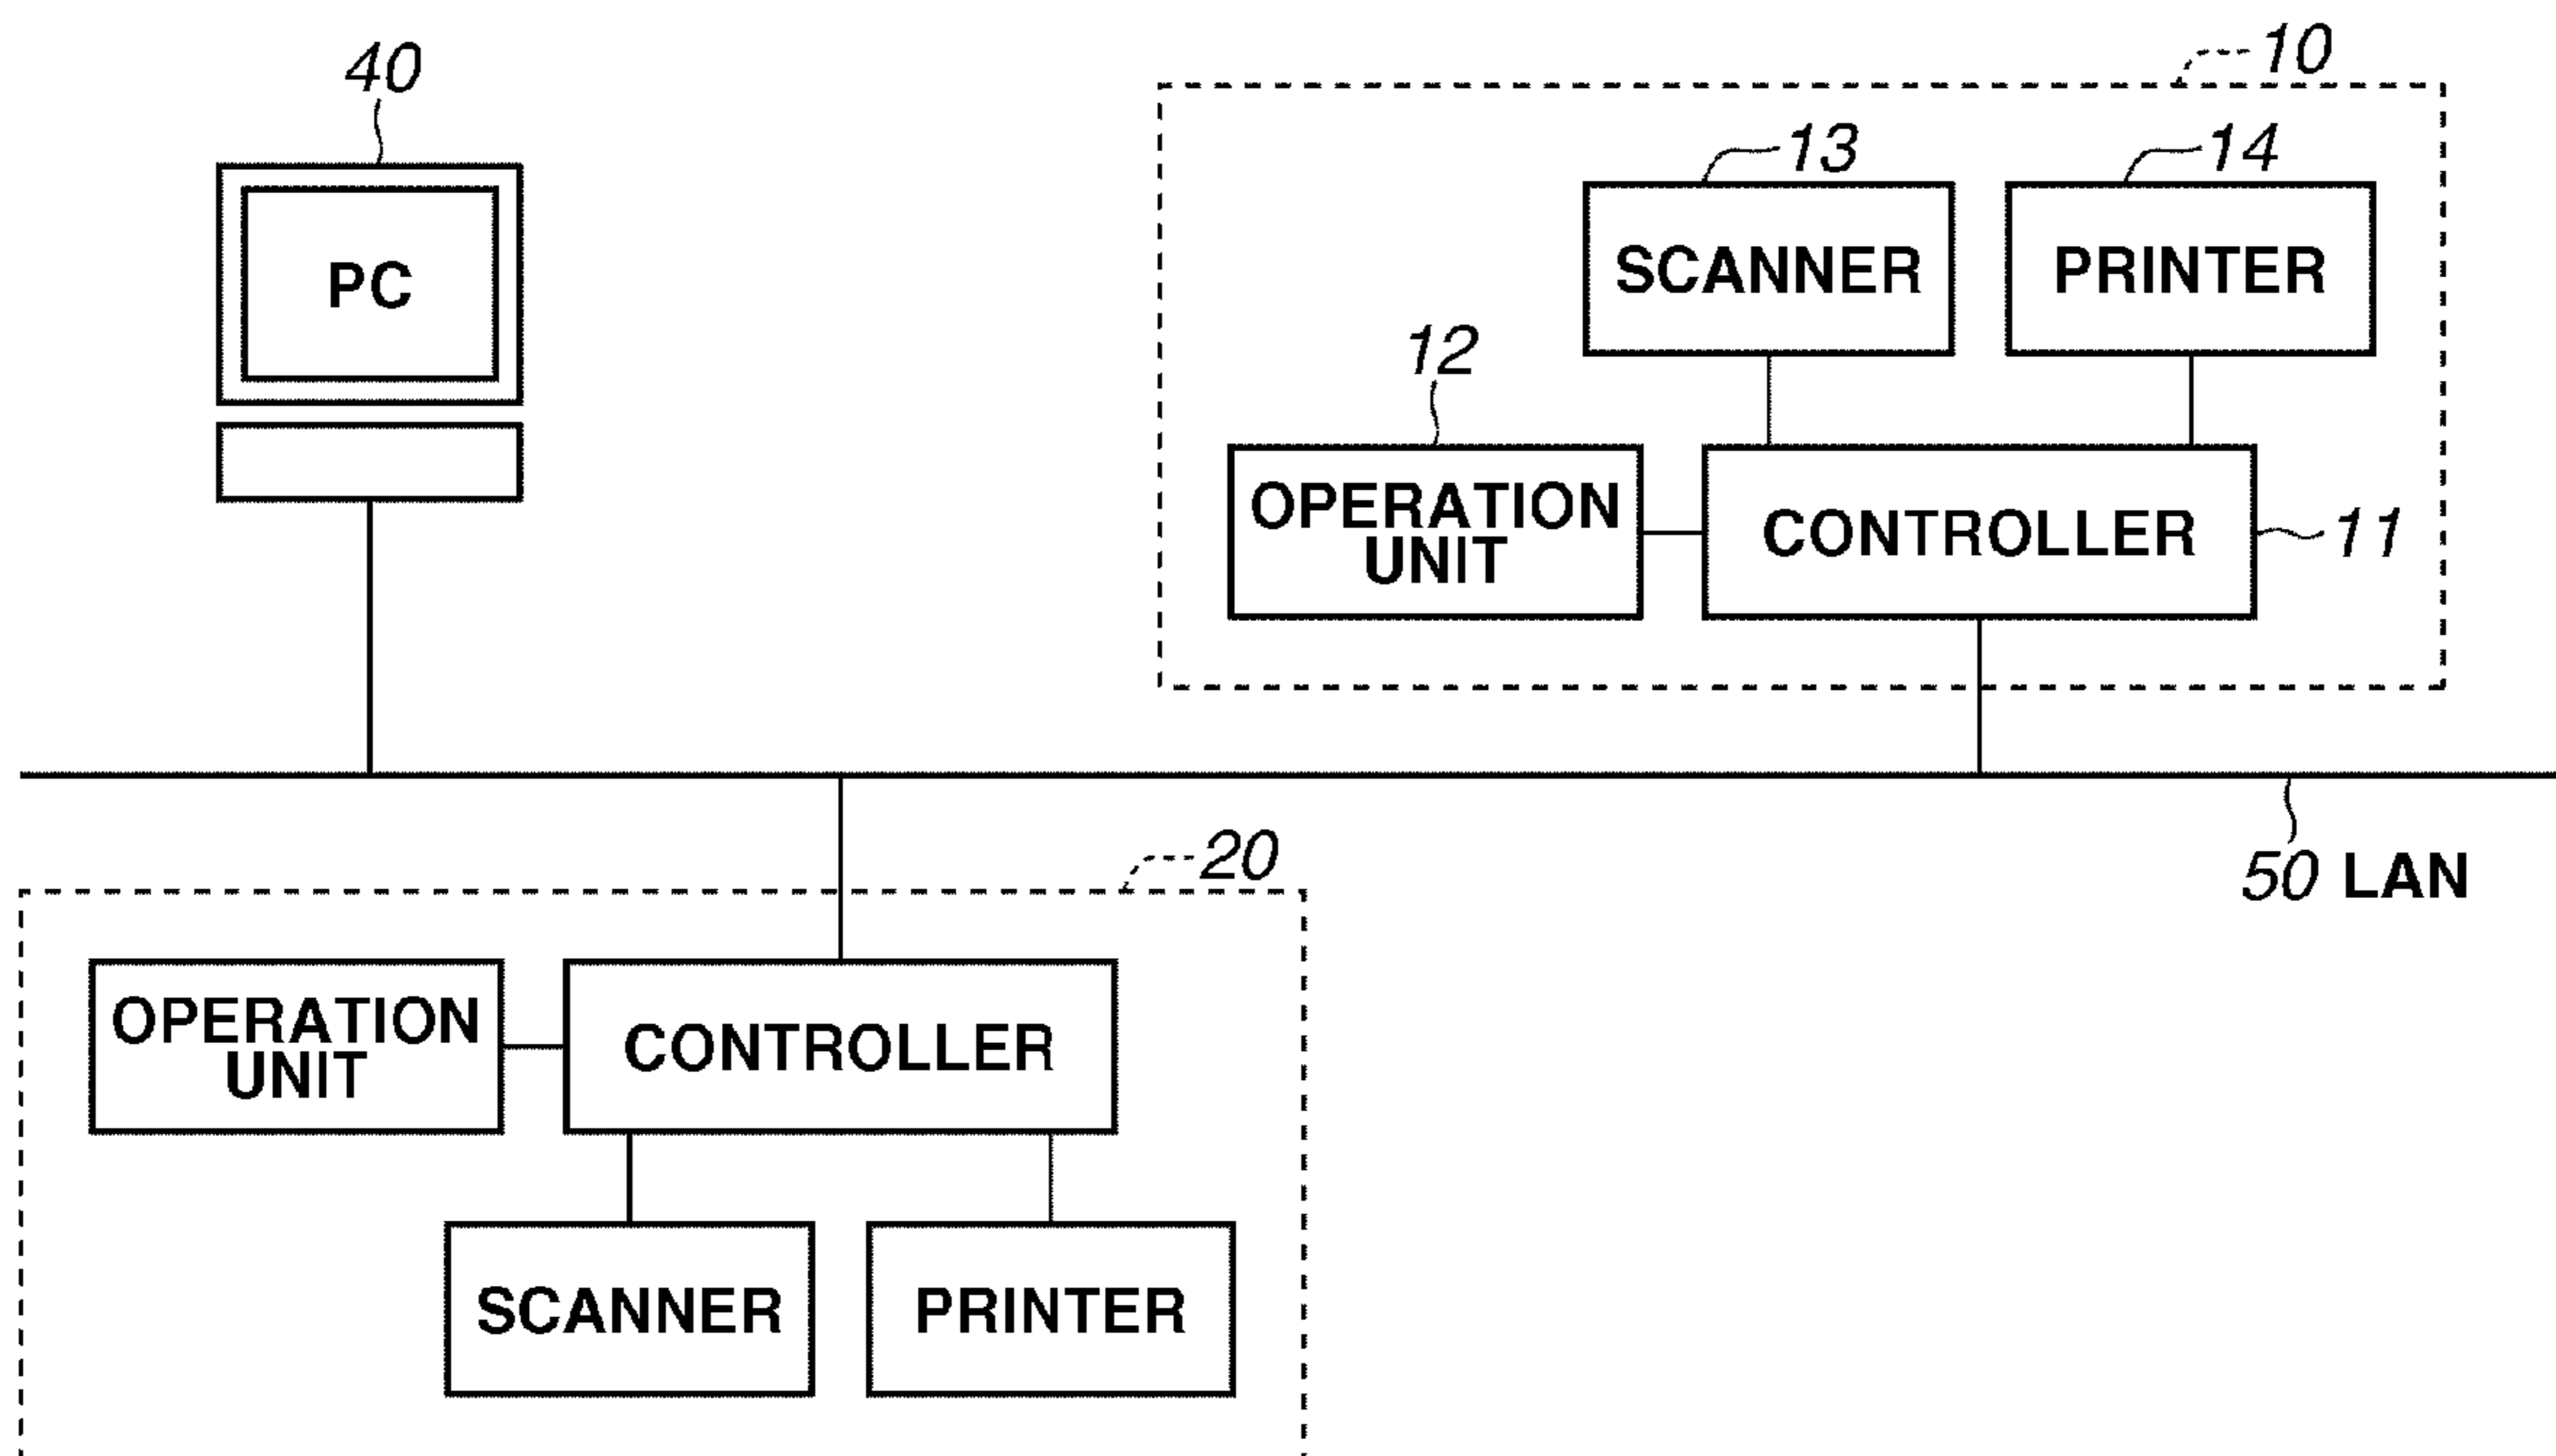 40
10
13
14
PC
SCANNER
PRINTER
12
OPERATION
UNIT
CONTROLLER
11
50 LAN
20
OPERATION
UNIT
CONTROLLER
SCANNER
PRINTER